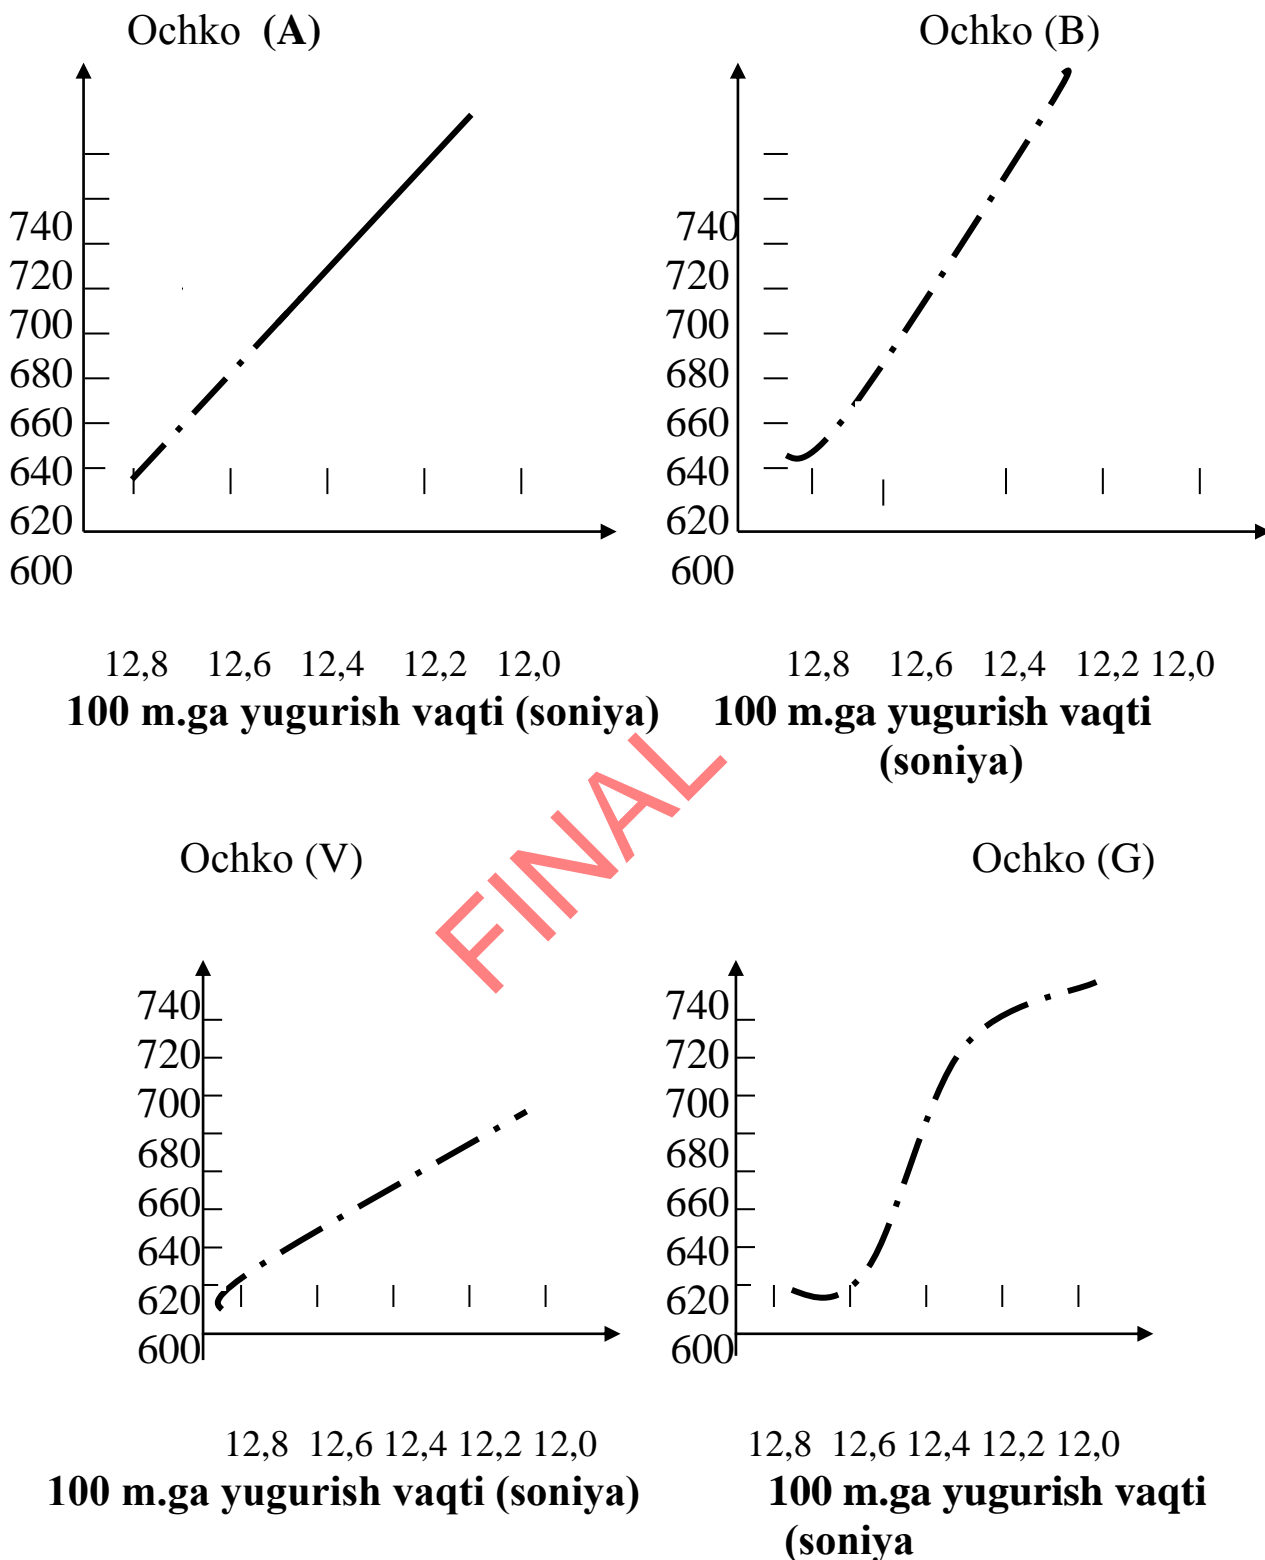 Ochko (A)
Ochko (B)
740
720
700
680
660
640
620
600
740
720
700
680
660
640
620
600
12,8 12,6 12,4 12,2 12,0
100 m.ga yugurish vaqti (soniya)
12,8 12,6 12,4 12,2 12,0
100 m.ga yugurish vaqti
(soniya)
FINAL
Ochko (V)
Ochko (G)
740
720
700
680
660
640
620
600
740
720
700
680
660
640
620
600
12,8 12,6 12,4 12,2 12,0
100 m.ga yugurish vaqti (soniya)
12,8 12,6 12,4 12,2 12,0
100 m.ga yugurish vaqti
(soniya